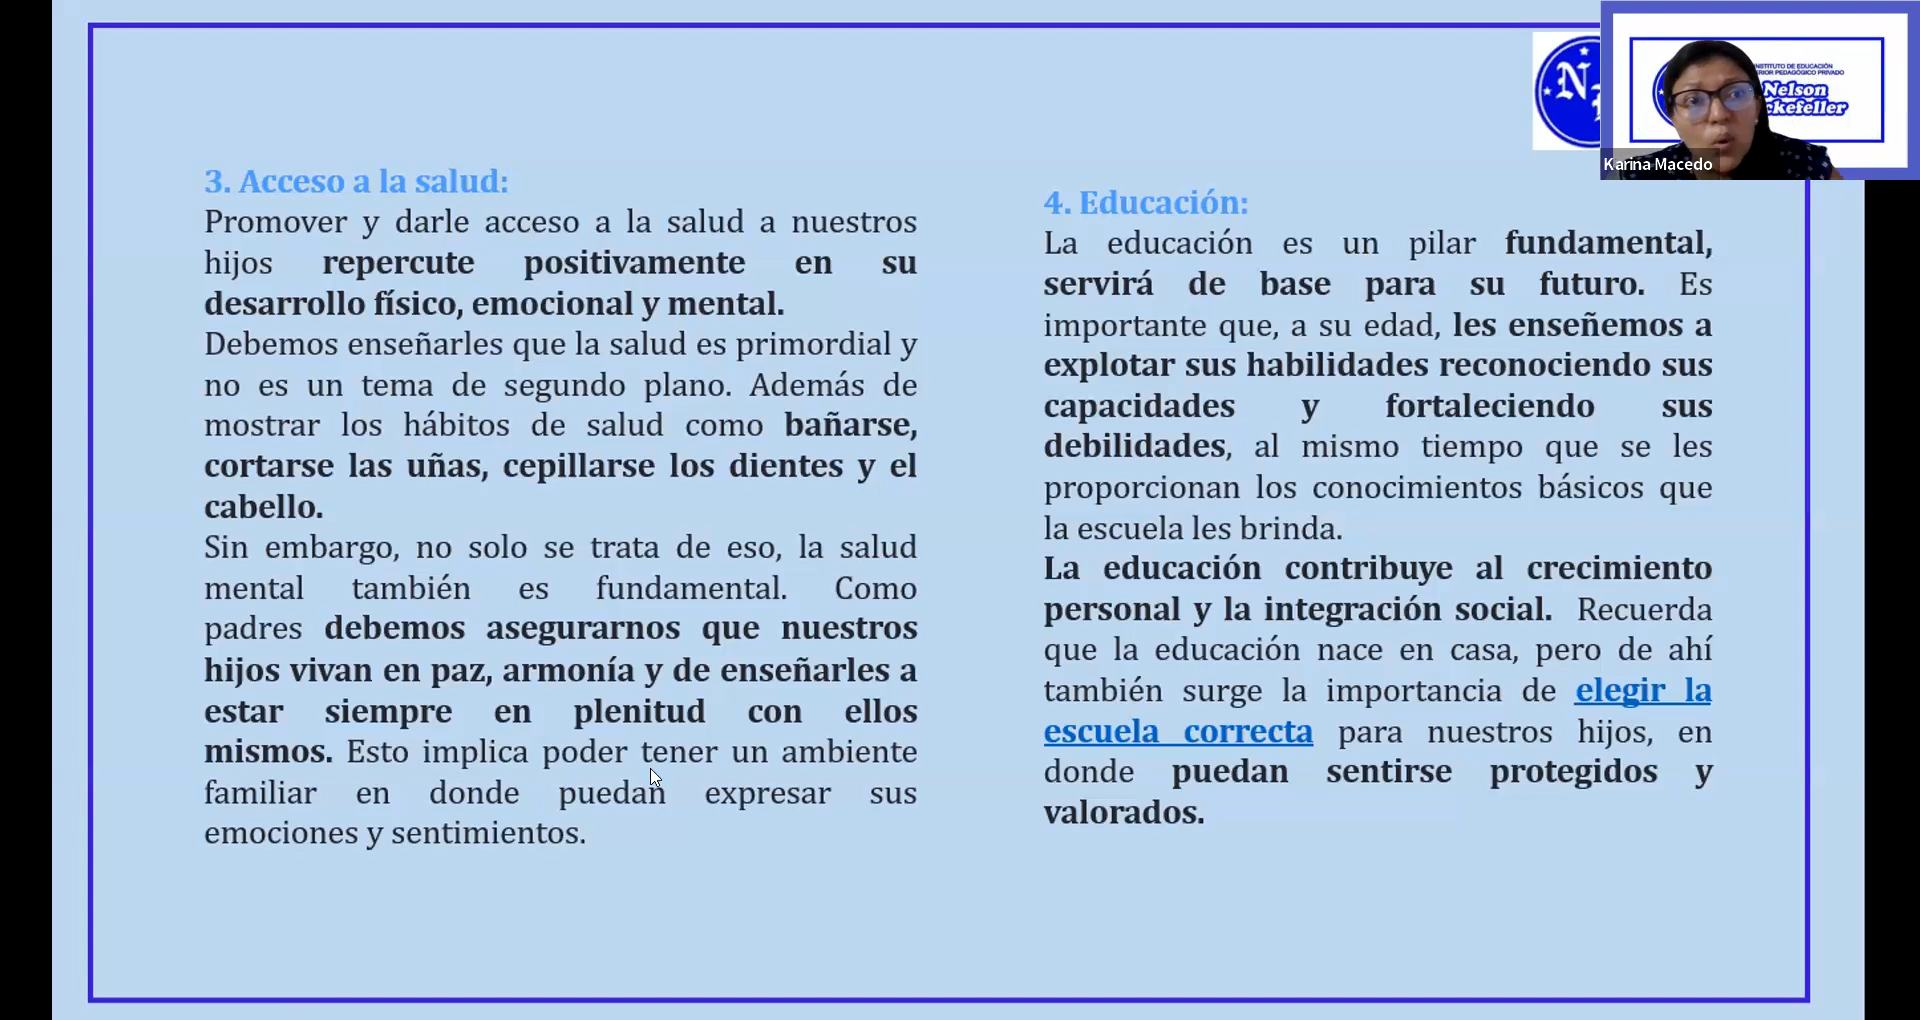 3. Acceso a la salud:
Promover y darle acceso a la salud a nuestros
hijos repercute positivamente en su
desarrollo físico, emocional y mental.
Debemos enseñarles que la salud es primordial y
no es un tema de segundo plano. Además de
mostrar los hábitos de salud como bañarse,
cortarse las uñas, cepillarse los dientes y el
cabello.
Sin embargo, no solo se trata de eso, la salud
mental también es fundamental. Como
padres debemos asegurarnos que nuestros
hijos vivan en paz, armonía y de enseñarles a
estar siempre en plenitud con ellos
mismos. Esto implica poder tener un ambiente
familiar en donde puedan expresar sus
emociones y sentimientos.
4. Educación:
La educación es un pilar fundamental,
servirá de base para su futuro. Es
importante que, a su edad, les enseñemos a
explotar sus habilidades reconociendo sus
capacidades y fortaleciendo sus
debilidades, al mismo tiempo que se les
proporcionan los conocimientos básicos que
la escuela les brinda.
La educación contribuye al crecimiento
personal y la integración social. Recuerda
que la educación nace en casa, pero de ahí
también surge la importancia de elegir la
escuela correcta para nuestros hijos, en
donde puedan sentirse protegidos y
valorados.
N
NSTITUTO DE EDUCACIÓN
RIOR PEDAGÓGICO PRIVADO
Nelson
ckefeller
Karina Macedo